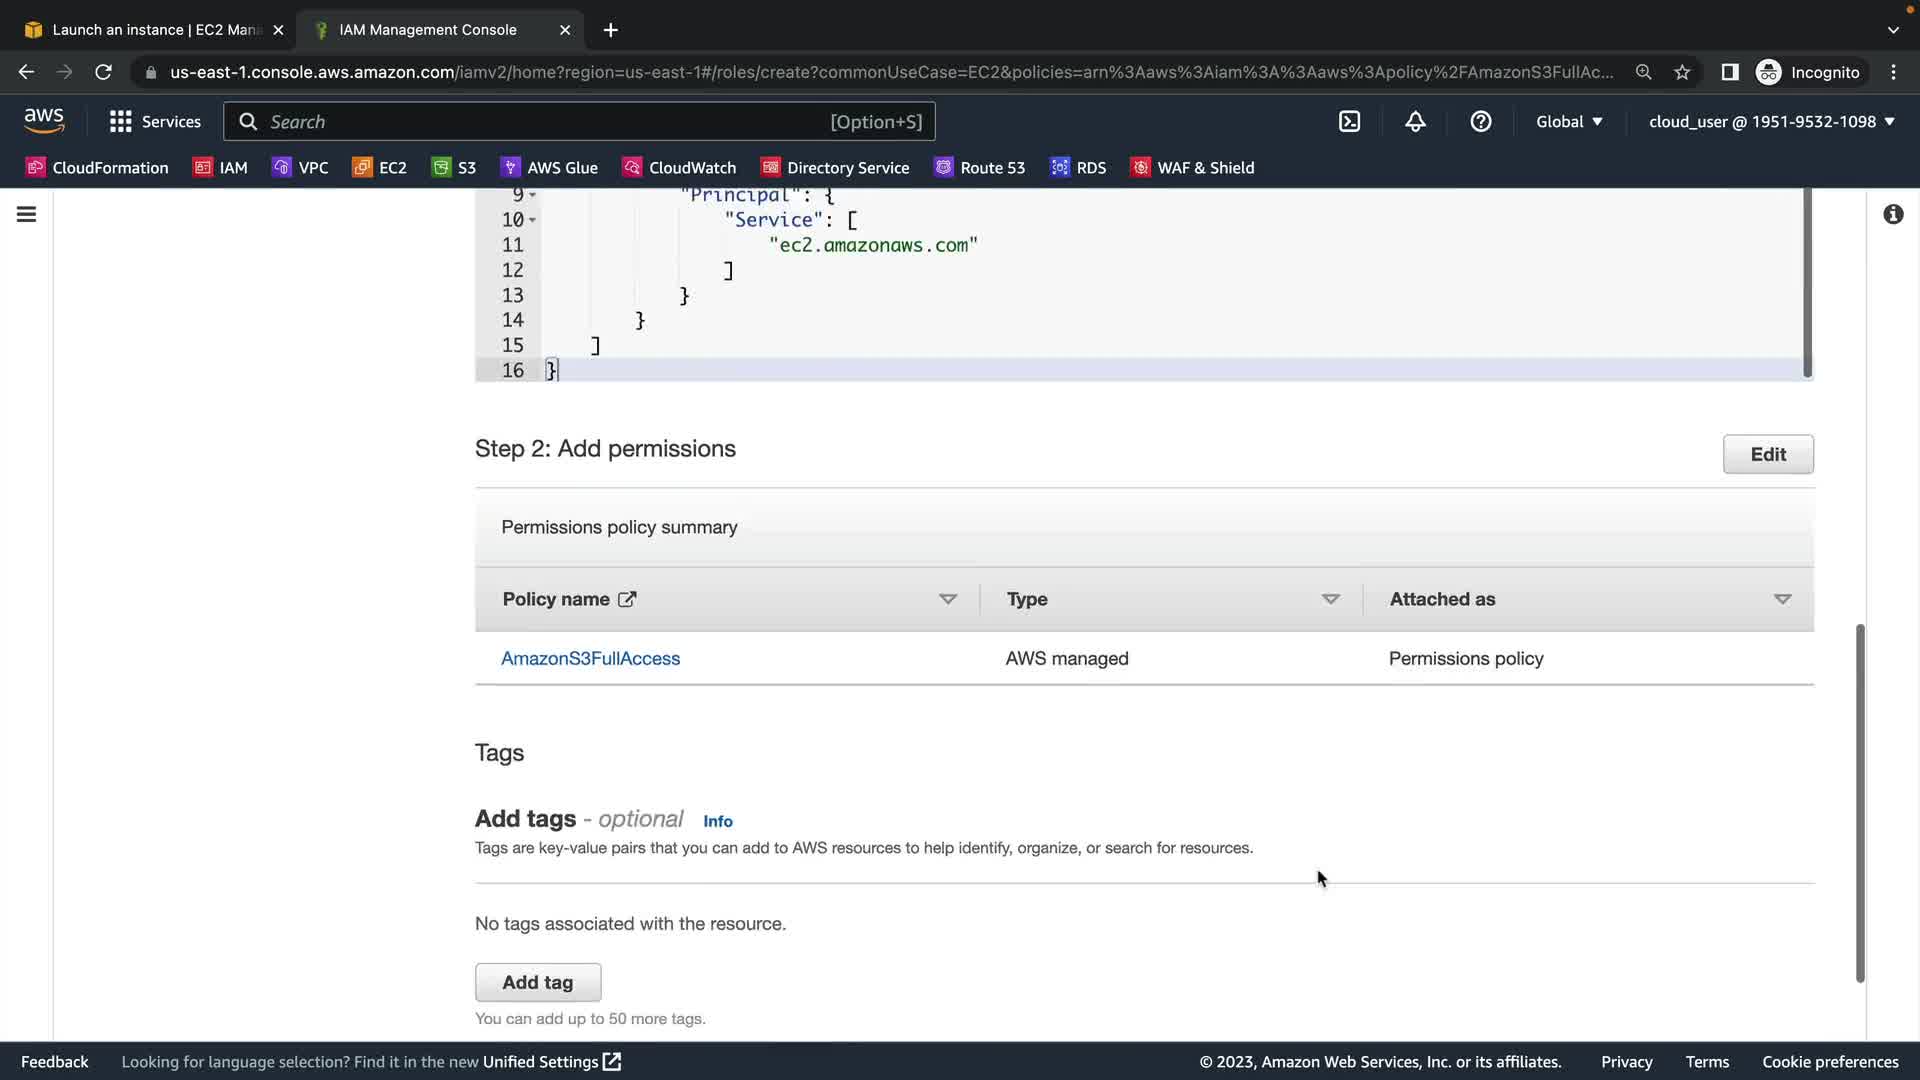 Launch an instance | EC2 Mana
IAM Management Console
us-east-1.console.aws.amazon.com/iamv2/home?region=us-east-1#/roles/create?commonUseCase=EC2&policies=arn%3Aaws%3Aiam%3A%3Aaws%3Apolicy%2FAmazonS3FullAc...
Incognito
aws
Services
Search
[Option+S]
Global
cloud_user @ 1951-9532-1098
CloudFormation
IAM
VPC
EC2
S3
AWS Glue
CloudWatch
Directory Service
Route 53
RDS
WAF & Shield
9 "Principal": {
10 "Service": [
11 "ec2.amazonaws.com"
12 ]
13 }
14 }
15 ]
16 }
Step 2: Add permissions
Edit
Permissions policy summary
Policy name
Type
Attached as
AmazonS3FullAccess
AWS managed
Permissions policy
Tags
Add tags - optional Info
Tags are key-value pairs that you can add to AWS resources to help identify, organize, or search for resources.
No tags associated with the resource.
Add tag
You can add up to 50 more tags.
Feedback
Looking for language selection? Find it in the new Unified Settings
© 2023, Amazon Web Services, Inc. or its affiliates.
Privacy
Terms
Cookie preferences